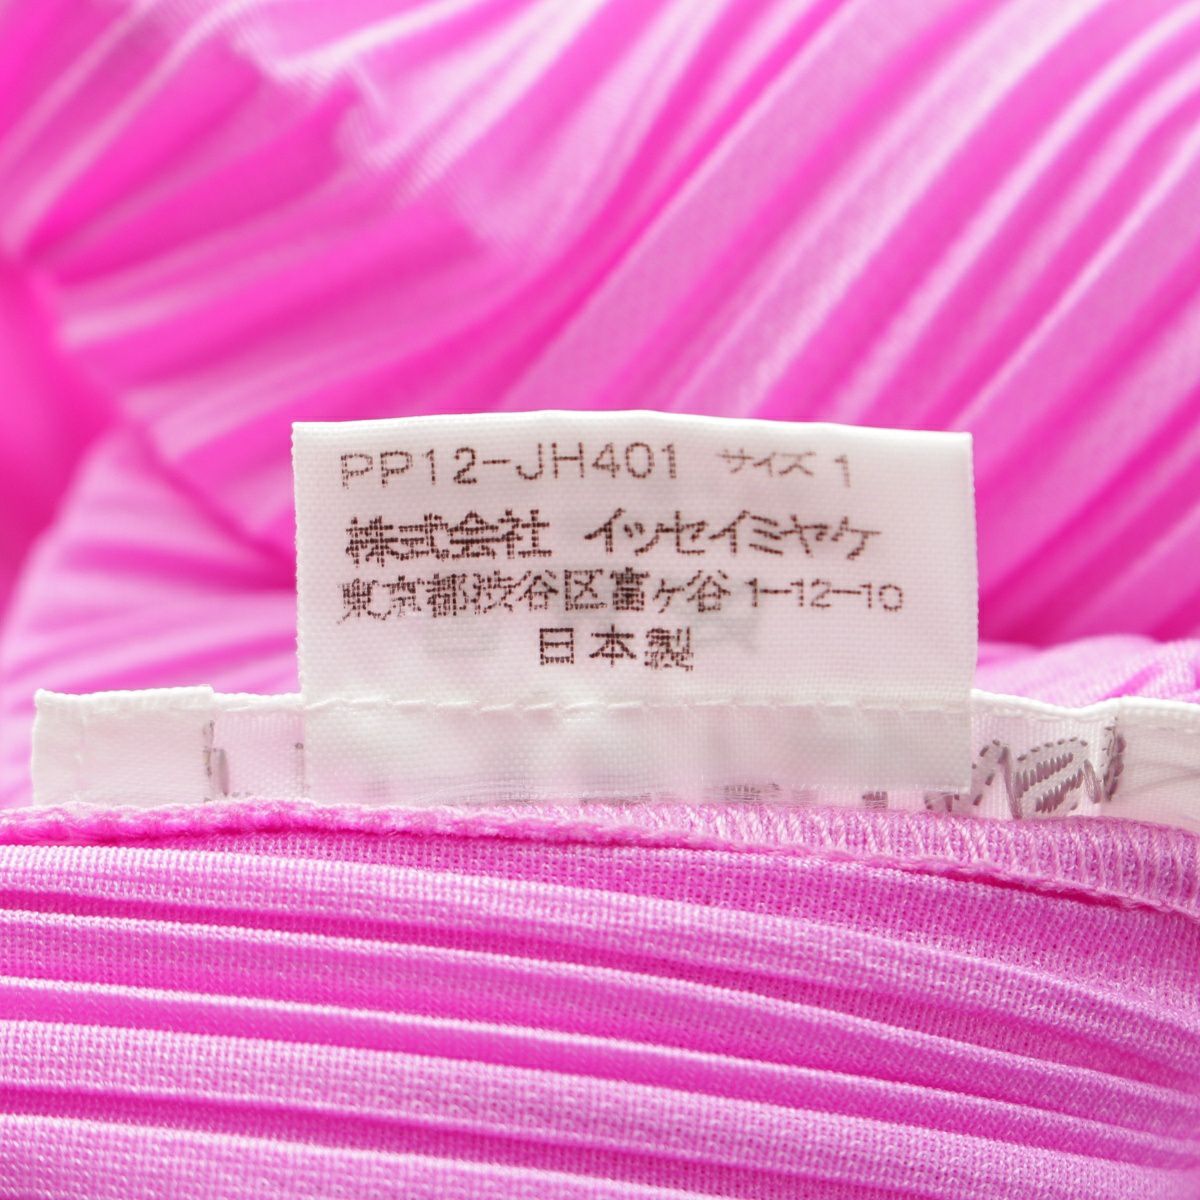 PP12-JH401 サイズ 1
株式会社 イッセイミヤケ
東京都渋谷区富ヶ谷 1-12-10
日本製